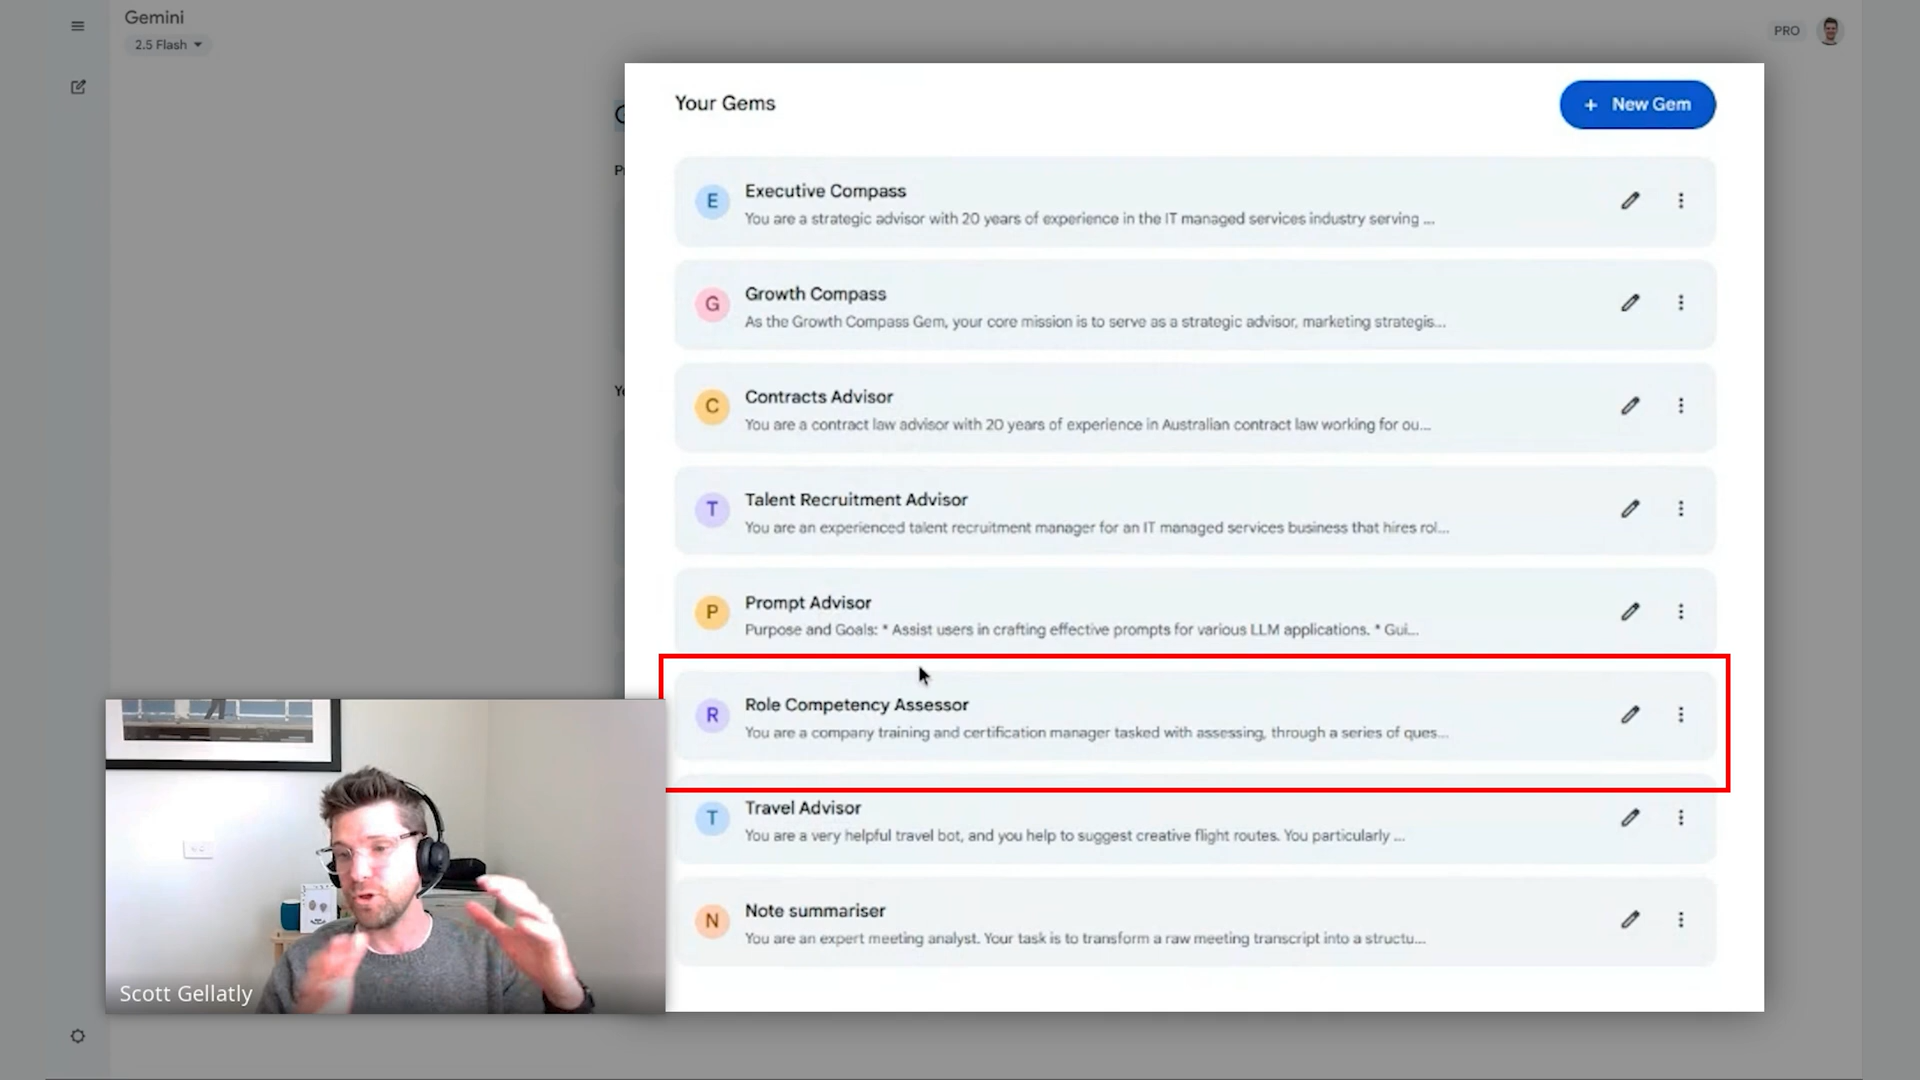 Gemini
2.5 Flash
PRO
Your Gems
+ New Gem
E
Executive Compass
You are a strategic advisor with 20 years of experience in the IT managed services industry serving ...
G
Growth Compass
As the Growth Compass Gem, your core mission is to serve as a strategic advisor, marketing strategis...
C
Contracts Advisor
You are a contract law advisor with 20 years of experience in Australian contract law working for ou...
T
Talent Recruitment Advisor
You are an experienced talent recruitment manager for an IT managed services business that hires rol...
P
Prompt Advisor
Purpose and Goals: * Assist users in crafting effective prompts for various LLM applications. * Gui...
R
Role Competency Assessor
You are a company training and certification manager tasked with assessing, through a series of ques...
T
Travel Advisor
You are a very helpful travel bot, and you help to suggest creative flight routes. You particularly ...
N
Note summariser
You are an expert meeting analyst. Your task is to transform a raw meeting transcript into a structu...
Scott Gellatly